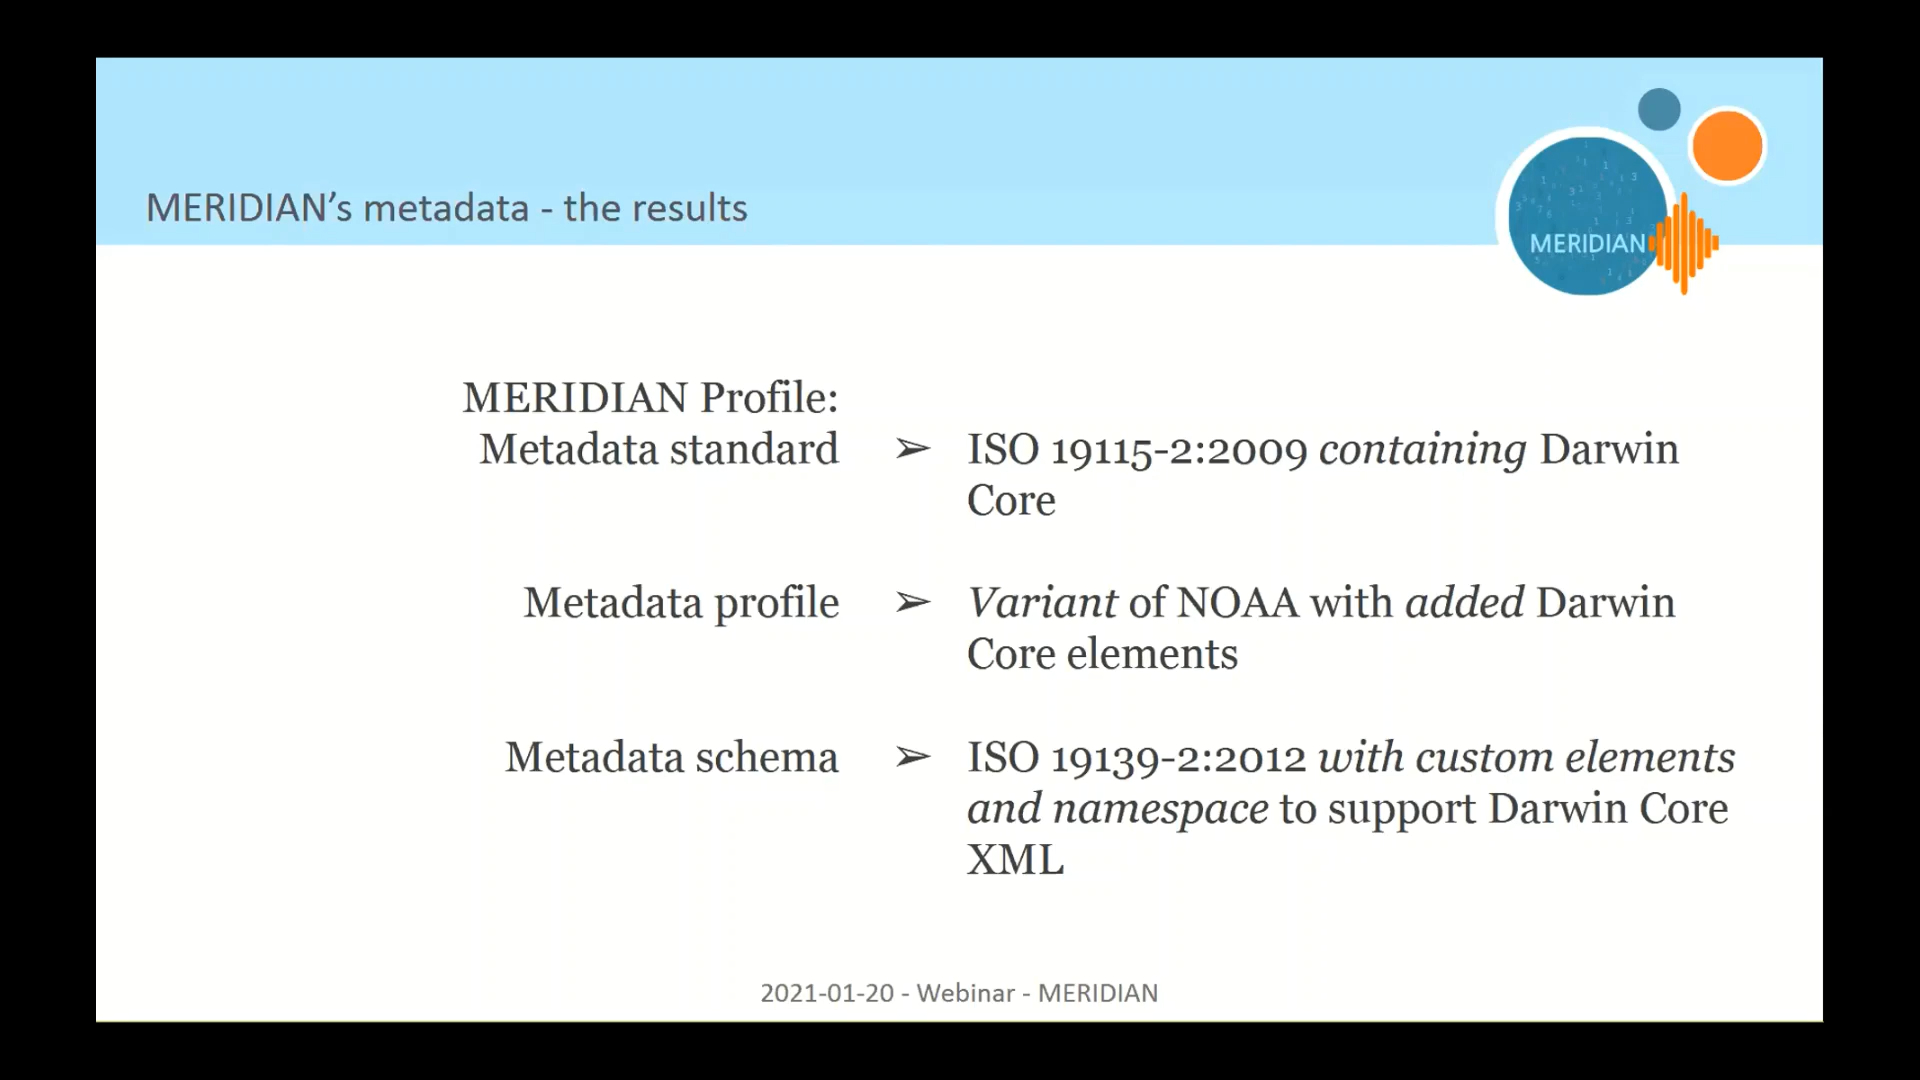 MERIDIAN's metadata - the results
MERIDIAN
MERIDIAN Profile:
Metadata standard ➢ ISO 19115-2:2009 containing Darwin
Core
Metadata profile ➢ Variant of NOAA with added Darwin
Core elements
Metadata schema ➢ ISO 19139-2:2012 with custom elements
and namespace to support Darwin Core
XML
2021-01-20 - Webinar - MERIDIAN